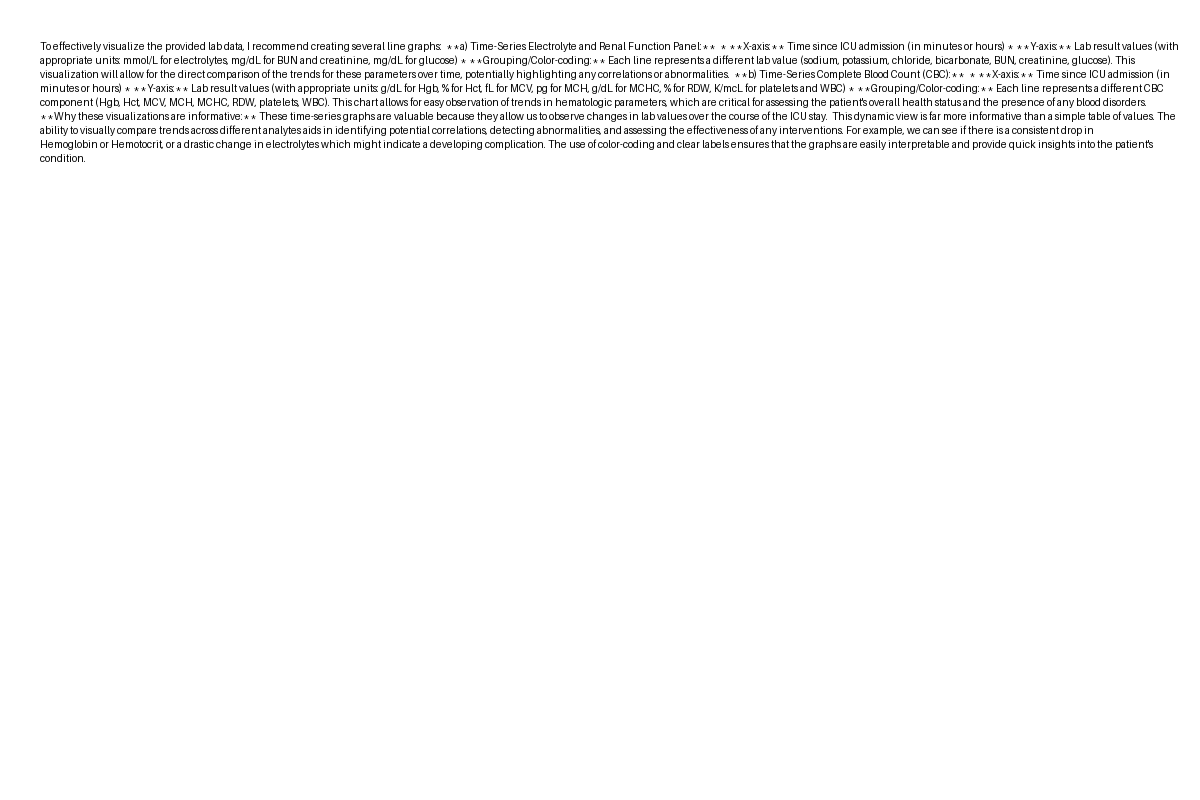 To effectively visualize the provided lab data, I recommend creating several line graphs:  **a) Time-Series Electrolyte and Renal Function Panel:**  * **X-axis:** Time since ICU admission (in minutes or hours) * **Y-axis:** Lab result values (with
appropriate units: mmol/L for electrolytes, mg/dL for BUN and creatinine, mg/dL for glucose) * **Grouping/Color-coding:** Each line represents a different lab value (sodium, potassium, chloride, bicarbonate, BUN, creatinine, glucose). This
visualization will allow for the direct comparison of the trends for these parameters over time, potentially highlighting any correlations or abnormalities.  **b) Time-Series Complete Blood Count (CBC):**  * **X-axis:** Time since ICU admission (in
minutes or hours) * **Y-axis:** Lab result values (with appropriate units: g/dL for Hgb, % for Hct, fL for MCV, pg for MCH, g/dL for MCHC, % for RDW, K/mcL for platelets and WBC) * **Grouping/Color-coding:** Each line represents a different CBC
component (Hgb, Hct, MCV, MCH, MCHC, RDW, platelets, WBC). This chart allows for easy observation of trends in hematologic parameters, which are critical for assessing the patient's overall health status and the presence of any blood disorders.
**Why these visualizations are informative:** These time-series graphs are valuable because they allow us to observe changes in lab values over the course of the ICU stay.  This dynamic view is far more informative than a simple table of values. The
ability to visually compare trends across different analytes aids in identifying potential correlations, detecting abnormalities, and assessing the effectiveness of any interventions. For example, we can see if there is a consistent drop in
Hemoglobin or Hemotocrit, or a drastic change in electrolytes which might indicate a developing complication. The use of color-coding and clear labels ensures that the graphs are easily interpretable and provide quick insights into the patient's
condition.